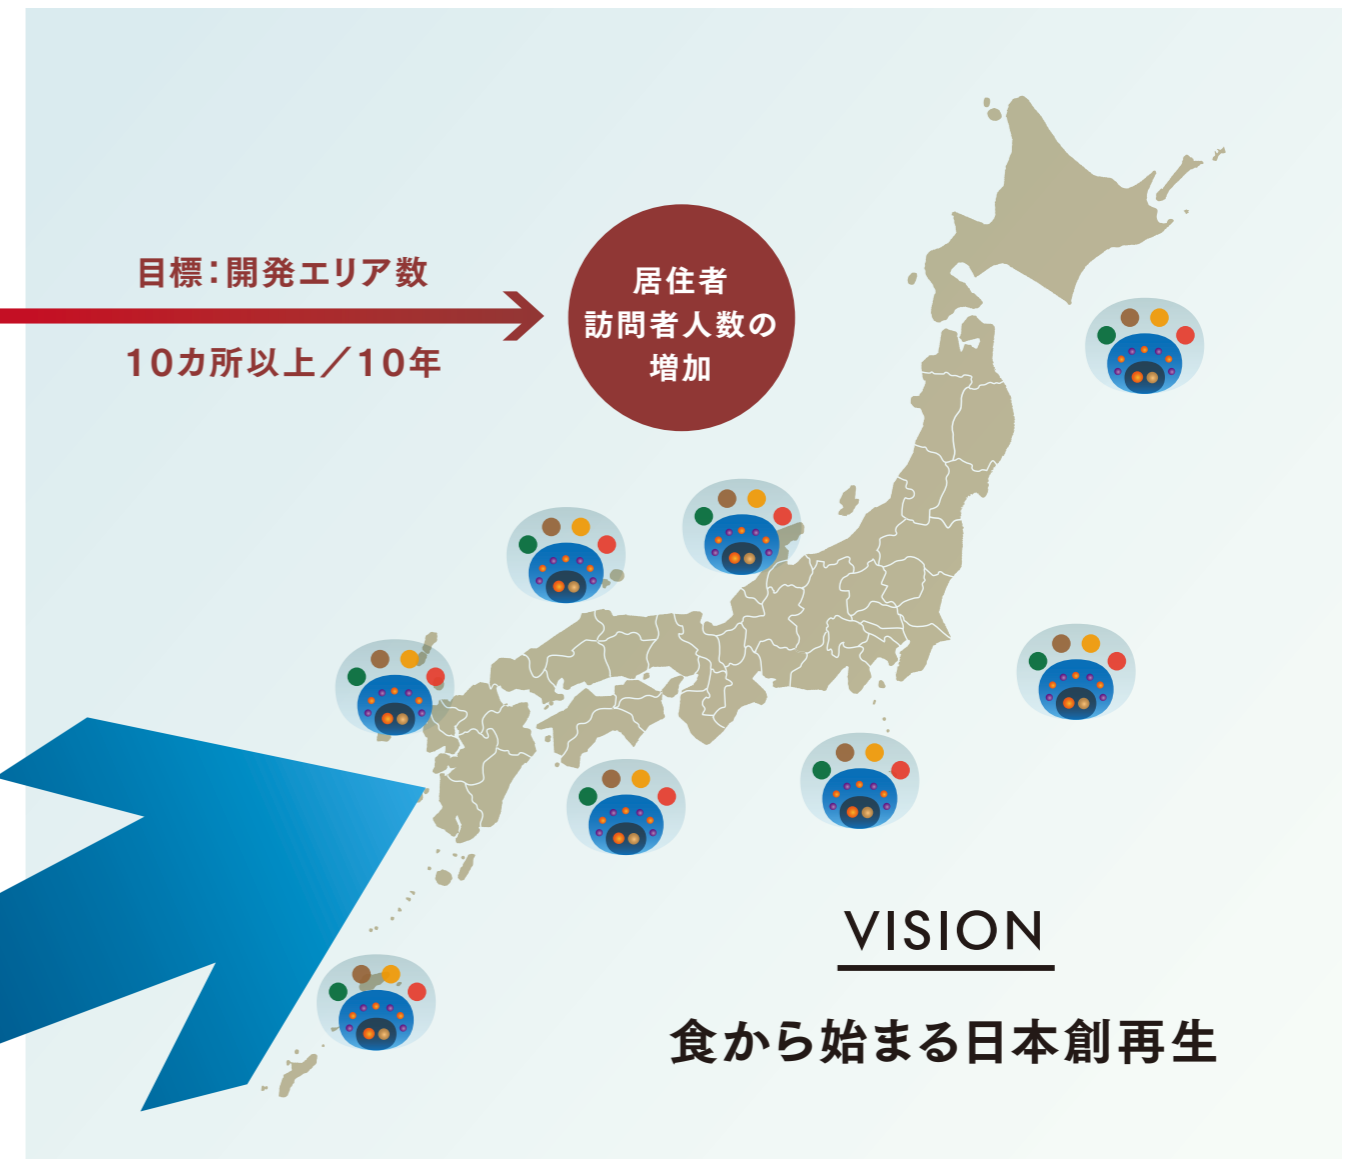 目標：開発エリア数
10カ所以上／10年
居住者
訪問者人数の
増加
VISION
食から始まる日本創再生